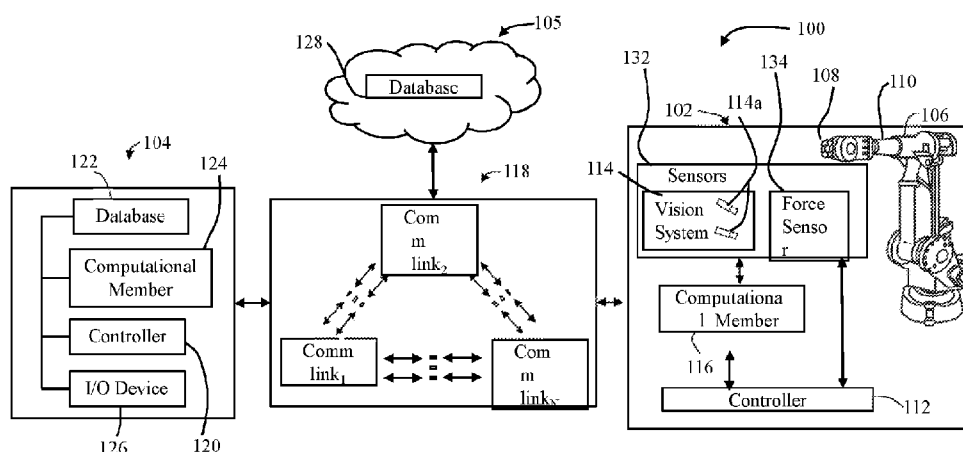 105
100
128
Databasc
132
134
108
110
102
114a
106
104
122
124
118
114
Sensors
Vision
System
Force
Senso
r
Database
Computational
Member
Controller
I/O Device
126
120
Com
m
link2
Comm
link1
Com
m
linkN
Computationa
l Member
116
Controller
112